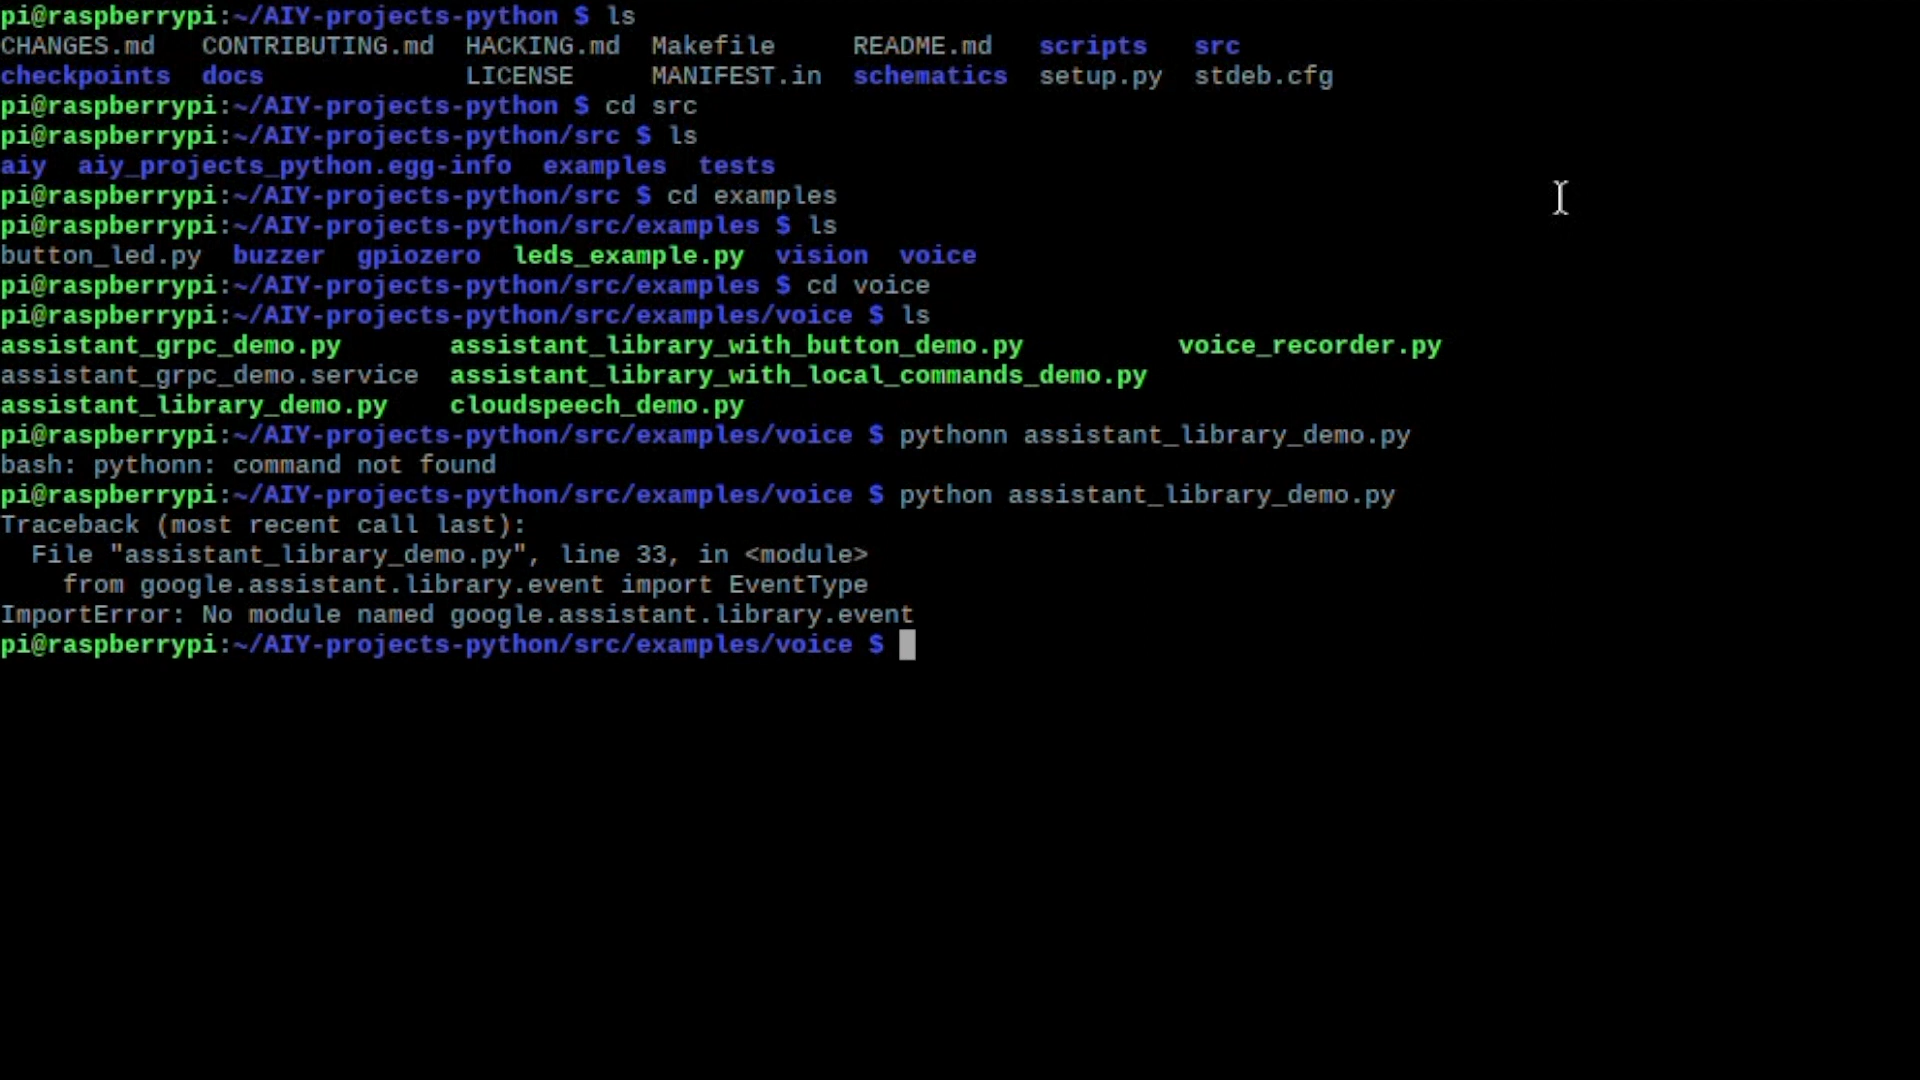 pi@raspberrypi:~/AIY-projects-python $ ls
CHANGES.md   CONTRIBUTING.md  HACKING.md  Makefile     README.md   scripts   src
checkpoints  docs             LICENSE     MANIFEST.in  schematics  setup.py  stdeb.cfg
pi@raspberrypi:~/AIY-projects-python $ cd src
pi@raspberrypi:~/AIY-projects-python/src $ ls
aiy  aiy_projects_python.egg-info  examples  tests
pi@raspberrypi:~/AIY-projects-python/src $ cd examples
pi@raspberrypi:~/AIY-projects-python/src/examples $ ls
button_led.py  buzzer  gpiozero  leds_example.py  vision  voice
pi@raspberrypi:~/AIY-projects-python/src/examples $ cd voice
pi@raspberrypi:~/AIY-projects-python/src/examples/voice $ ls
assistant_grpc_demo.py       assistant_library_with_button_demo.py          voice_recorder.py
assistant_grpc_demo.service  assistant_library_with_local_commands_demo.py
assistant_library_demo.py    cloudspeech_demo.py
pi@raspberrypi:~/AIY-projects-python/src/examples/voice $ pythonn assistant_library_demo.py
bash: pythonn: command not found
pi@raspberrypi:~/AIY-projects-python/src/examples/voice $ python assistant_library_demo.py
Traceback (most recent call last):
  File "assistant_library_demo.py", line 33, in <module>
    from google.assistant.library.event import EventType
ImportError: No module named google.assistant.library.event
pi@raspberrypi:~/AIY-projects-python/src/examples/voice $